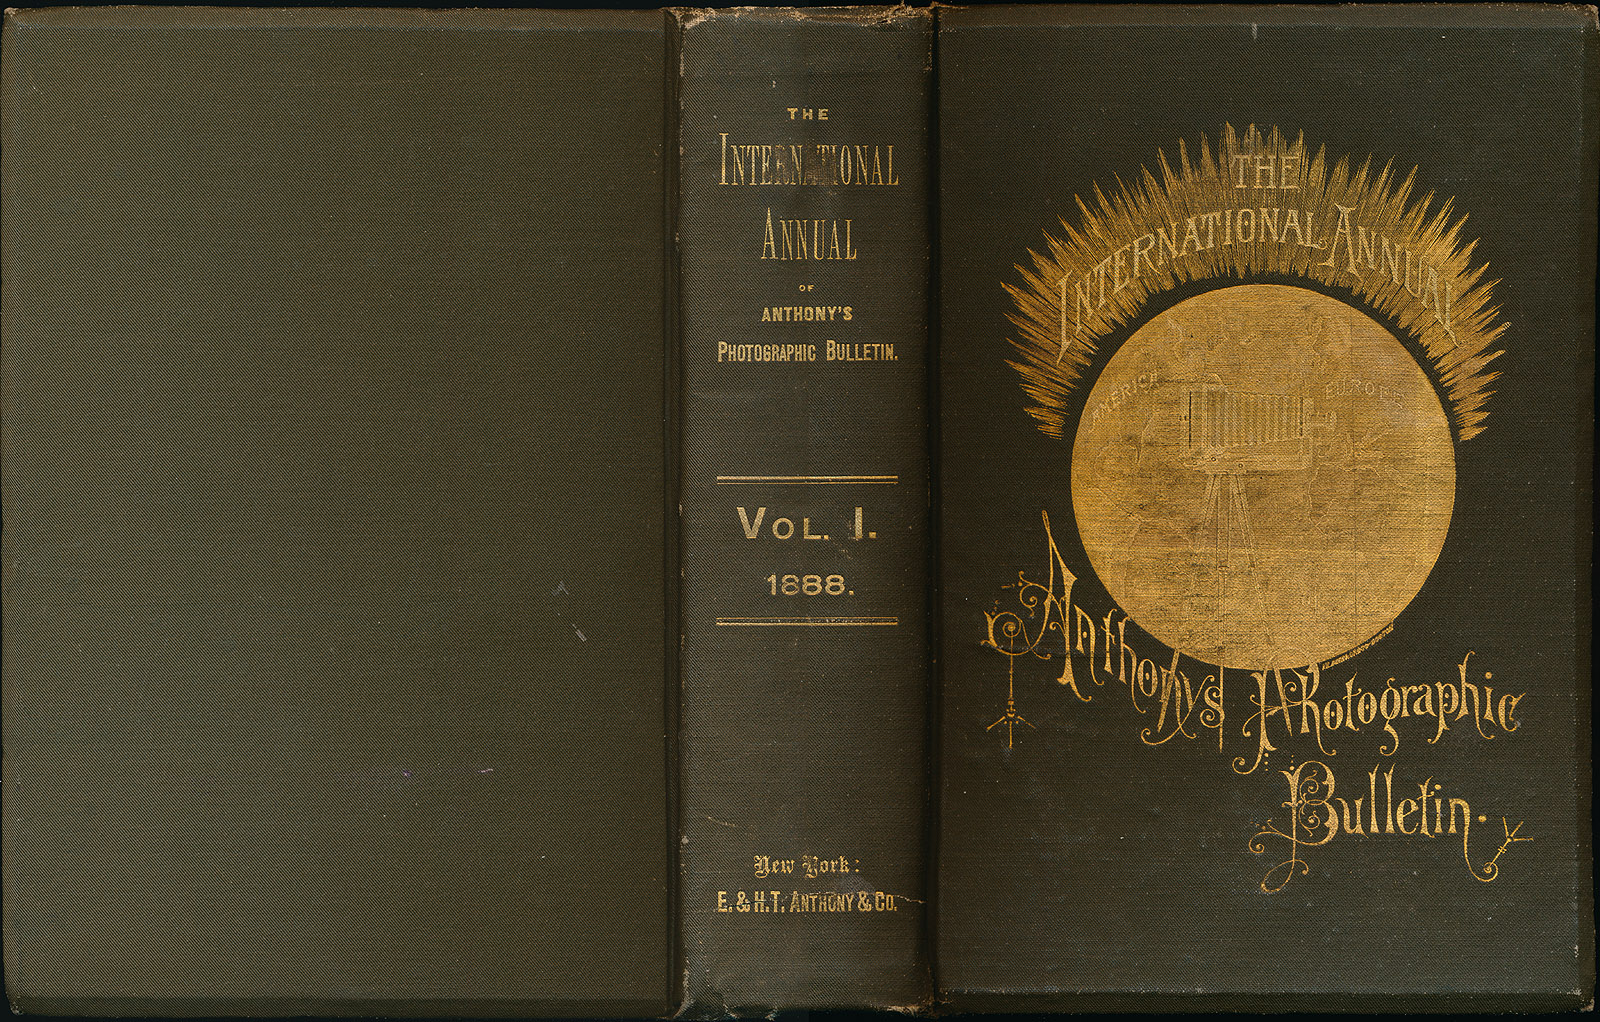 THE
INTERNATIONAL
ANNUAL
OF
ANTHONY'S
PHOTOGRAPHIC BULLETIN.
VOL. I.
1888.
New York:
E. & H.T. ANTHONY & CO.
THE
INTERNATIONAL ANNUAL
AMERICA
EUROPE
Anthony's Photographic
Bulletin.